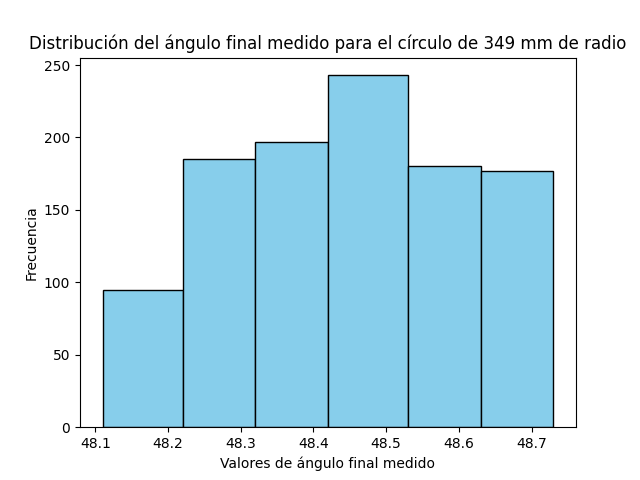 Distribución del ángulo final medido para el círculo de 349 mm de radio
250
200
150
100
50
0
Frecuencia
48.1 48.2 48.3 48.4 48.5 48.6 48.7
Valores de ángulo final medido